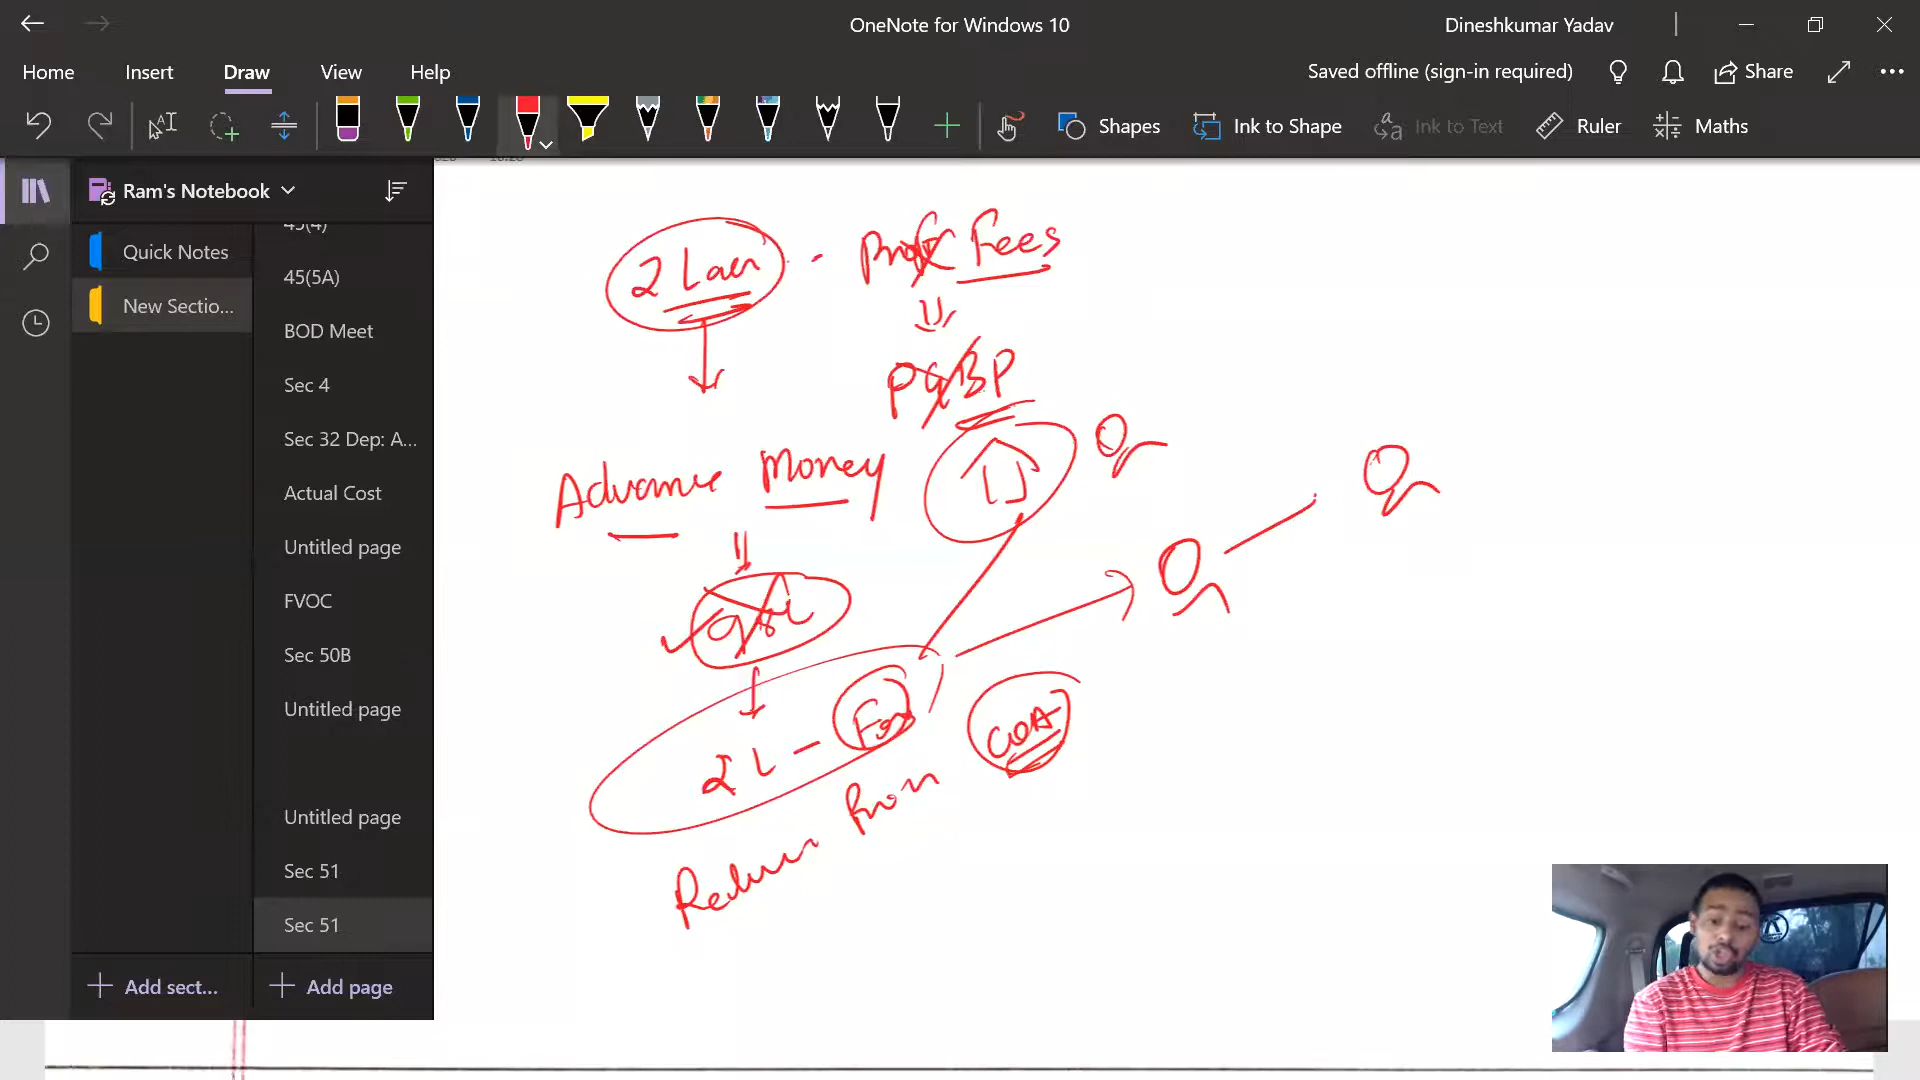 OneNote for Windows 10
Dineshkumar Yadav
Home Insert Draw View Help
Saved offline (sign-in required)
Share
Shapes
Ink to Shape
Ink to Text
Ruler
Maths
Ram's Notebook
Quick Notes
New Sectio...
45(4)
45(5A)
BOD Meet
Sec 4
Sec 32 Dep: A...
Actual Cost
Untitled page
FVOC
Sec 50B
Untitled page
Untitled page
Sec 51
Sec 51
Add sect...
Add page
Fees
PGBP
Advance Money
2 L -
COA
from